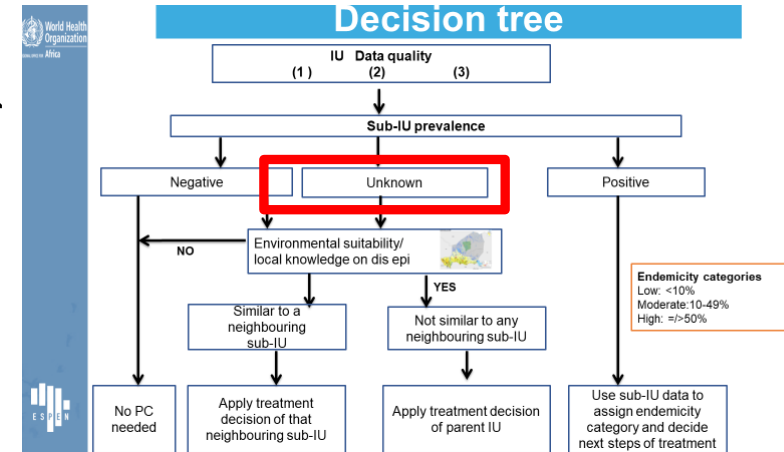 World Health
Organization
Africa
Decision tree
IU Data quality
(1 ) (2) (3)
Sub-IU prevalence
Negative
Unknown
Positive
Environmental suitability/
local knowledge on dis epi
NO
YES
Endemicity categories
Low: <10%
Moderate:10-49%
High: =/>50%
Similar to a
neighbouring
sub-IU
Not similar to any
neighbouring sub-IU
No PC
needed
Apply treatment
decision of that
neighbouring sub-IU
Apply treatment decision
of parent IU
Use sub-IU data to
assign endemicity
category and decide
next steps of treatment
E S P E N